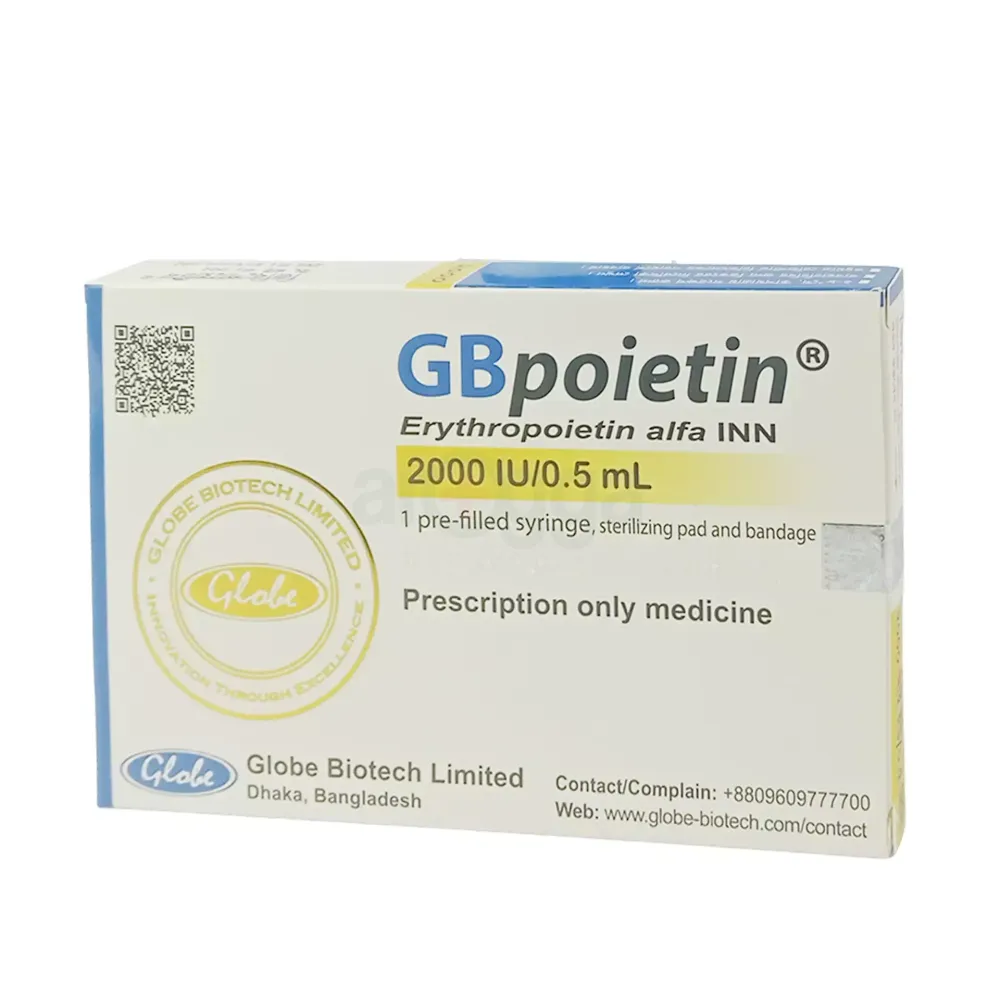 GBpoietin®
Erythropoietin alfa INN
2000 IU/0.5 mL
1 pre-filled syringe, sterilizing pad and bandage
Prescription only medicine
GLOBE BIOTECH LIMITED
Globe
INNOVATION THROUGH EXCELLENCE
Globe
Globe Biotech Limited
Dhaka, Bangladesh
Contact/Complain: +8809609777700
Web: www.globe-biotech.com/contact